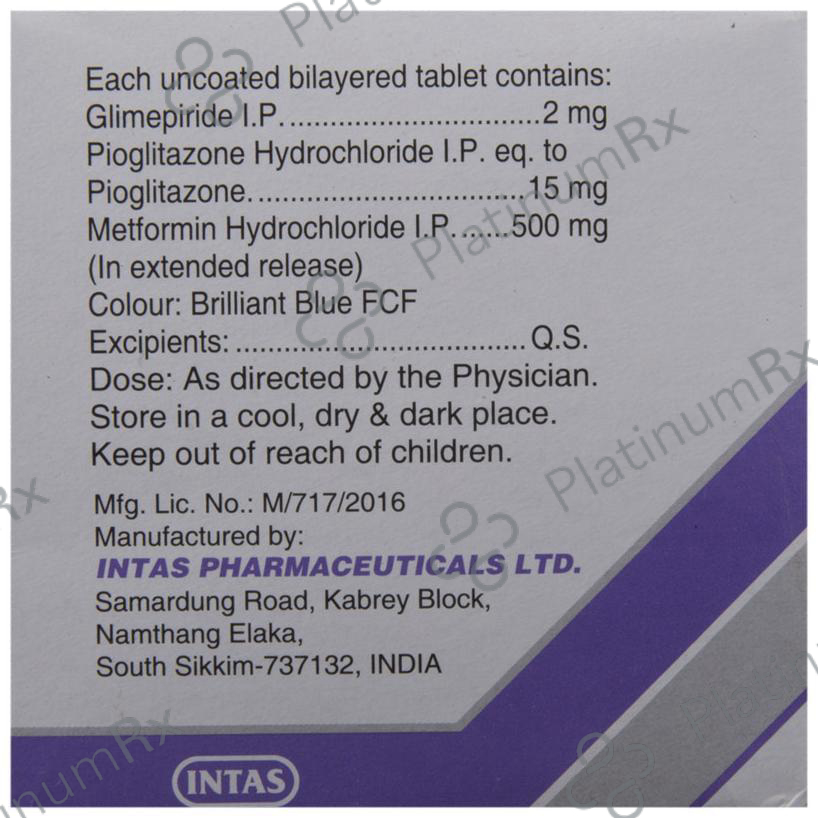 Each uncoated bilayered tablet contains:
Glimepiride I.P. ................................ 2 mg
Pioglitazone Hydrochloride I.P. eq. to
Pioglitazone. .................................. 15 mg
Metformin Hydrochloride I.P. ...... 500 mg
(In extended release)
Colour: Brilliant Blue FCF
Excipients: ................................... Q.S.
Dose: As directed by the Physician.
Store in a cool, dry & dark place.
Keep out of reach of children.
Mfg. Lic. No.: M/717/2016
Manufactured by:
INTAS PHARMACEUTICALS LTD.
Samardung Road, Kabrey Block,
Namthang Elaka,
South Sikkim-737132, INDIA
INTAS
PlatinumRx
PlatinumRx